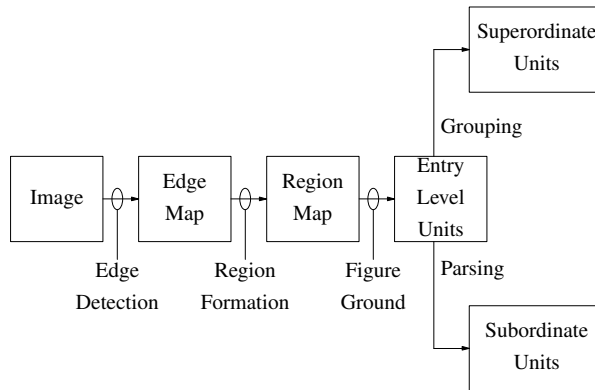 Superordinate
Units
Grouping
Image
Edge
Map
Region
Map
Entry
Level
Units
Edge
Detection
Region
Formation
Figure
Ground
Parsing
Subordinate
Units